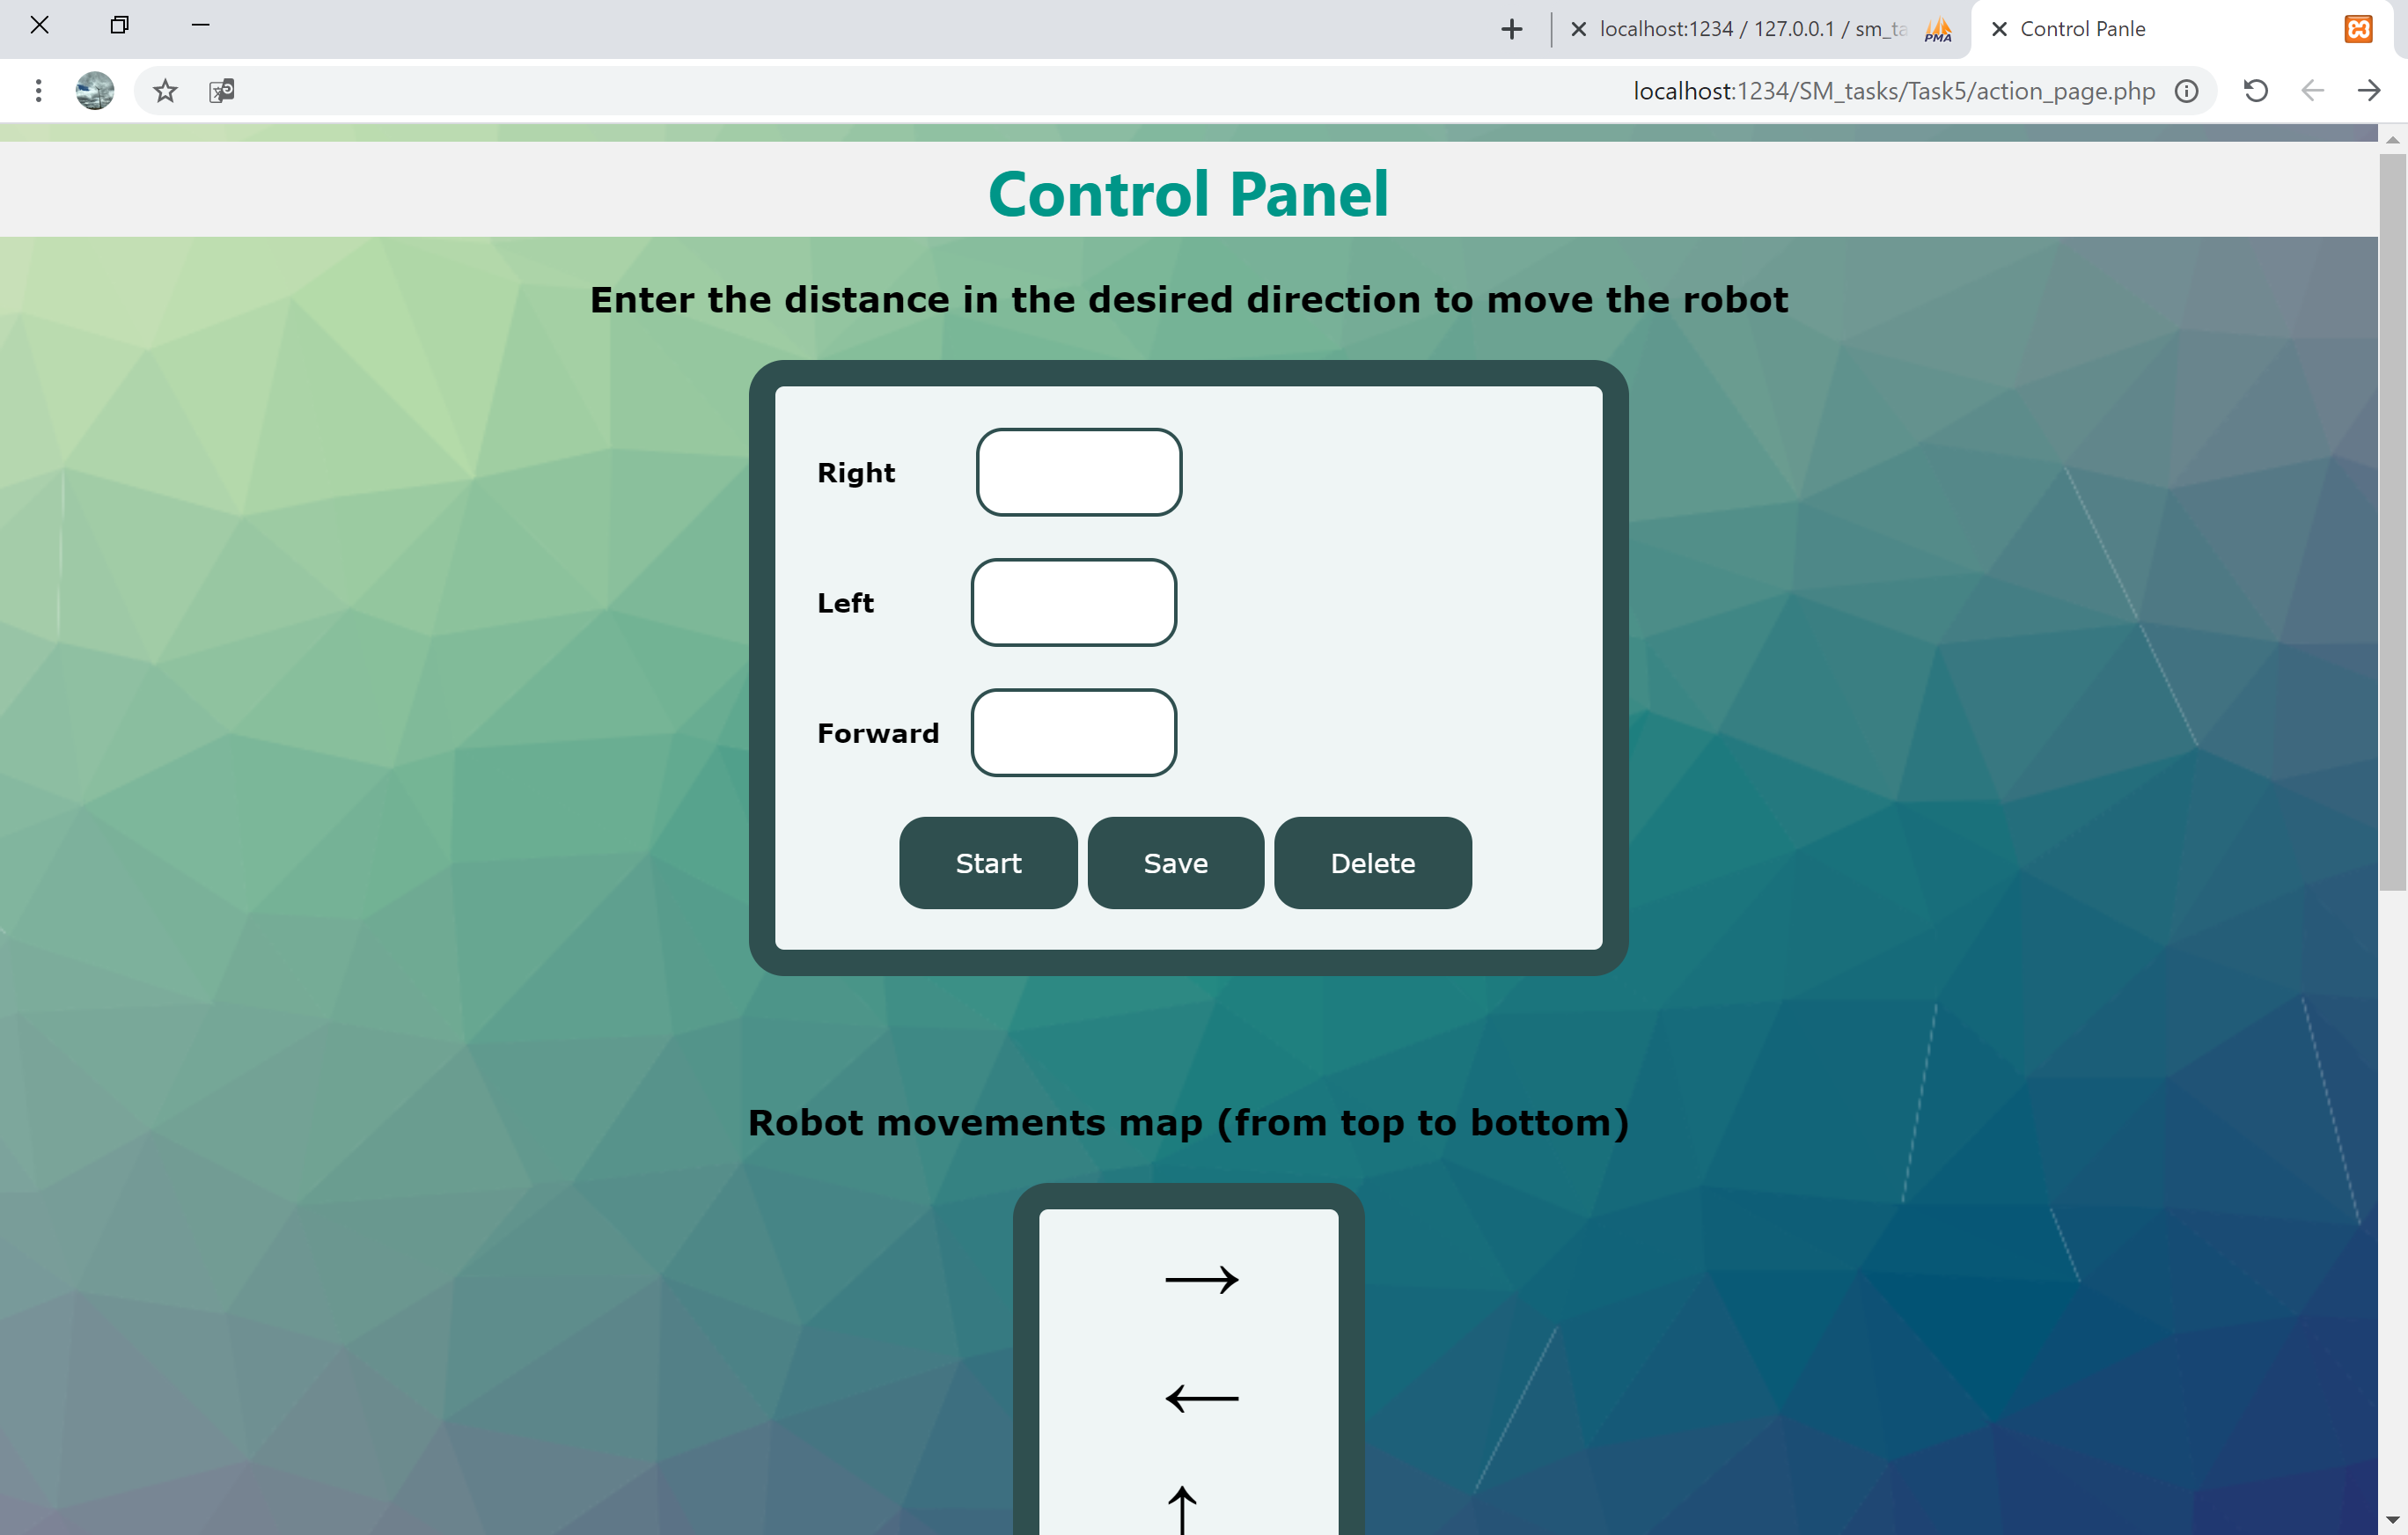 localhost:1234 / 127.0.0.1 / sm_ta
PMA
Control Panle
localhost:1234/SM_tasks/Task5/action_page.php
Control Panel
Enter the distance in the desired direction to move the robot
Right
Left
Forward
Start Save Delete
Robot movements map (from top to bottom)
→
←
↑